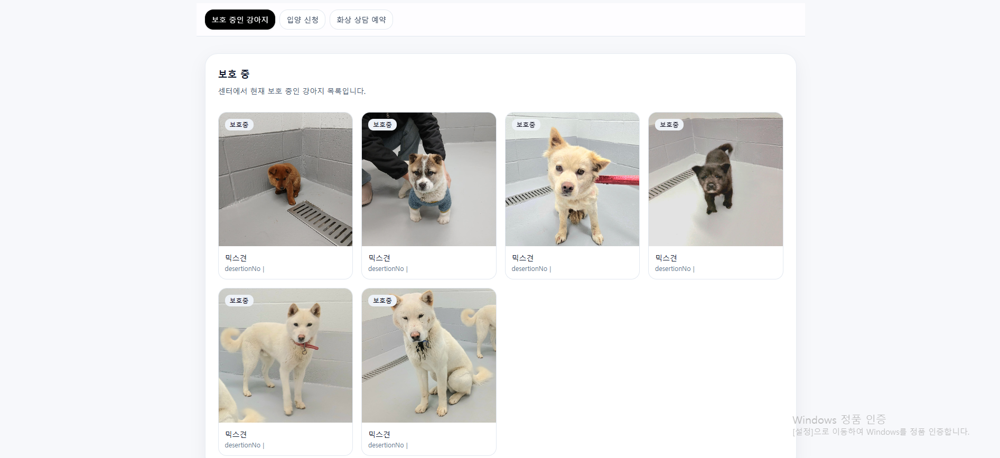 보호 중인 강아지 입양 신청 화상 상담 예약
보호 중
센터에서 현재 보호 중인 강아지 목록입니다.
보호중 보호중 보호중 보호중
믹스견 믹스견 믹스견 믹스견
desertionNo | desertionNo | desertionNo | desertionNo |
보호중 보호중
믹스견 믹스견
desertionNo | desertionNo |
Windows 정품 인증
[설정]으로 이동하여 Windows를 정품 인증합니다.